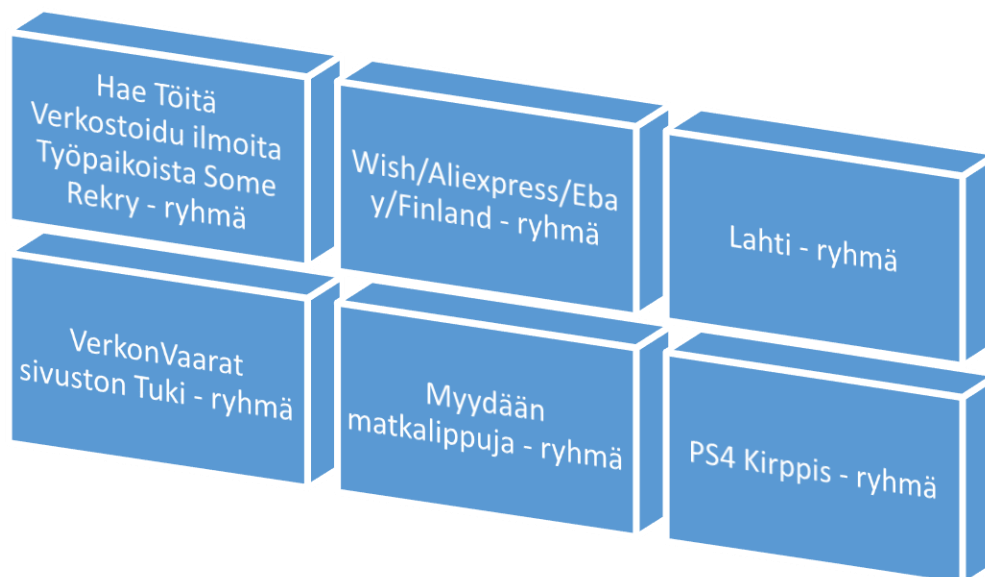 Hae Töitä
Verkostoidu ilmoita
Työpaikoista Some
Rekry - ryhmä
Wish/Aliexpress/Eba
y/Finland - ryhmä
Lahti - ryhmä
VerkonVaarat
sivuston Tuki - ryhmä
Myydään
matkalippuja - ryhmä
PS4 Kirppis - ryhmä